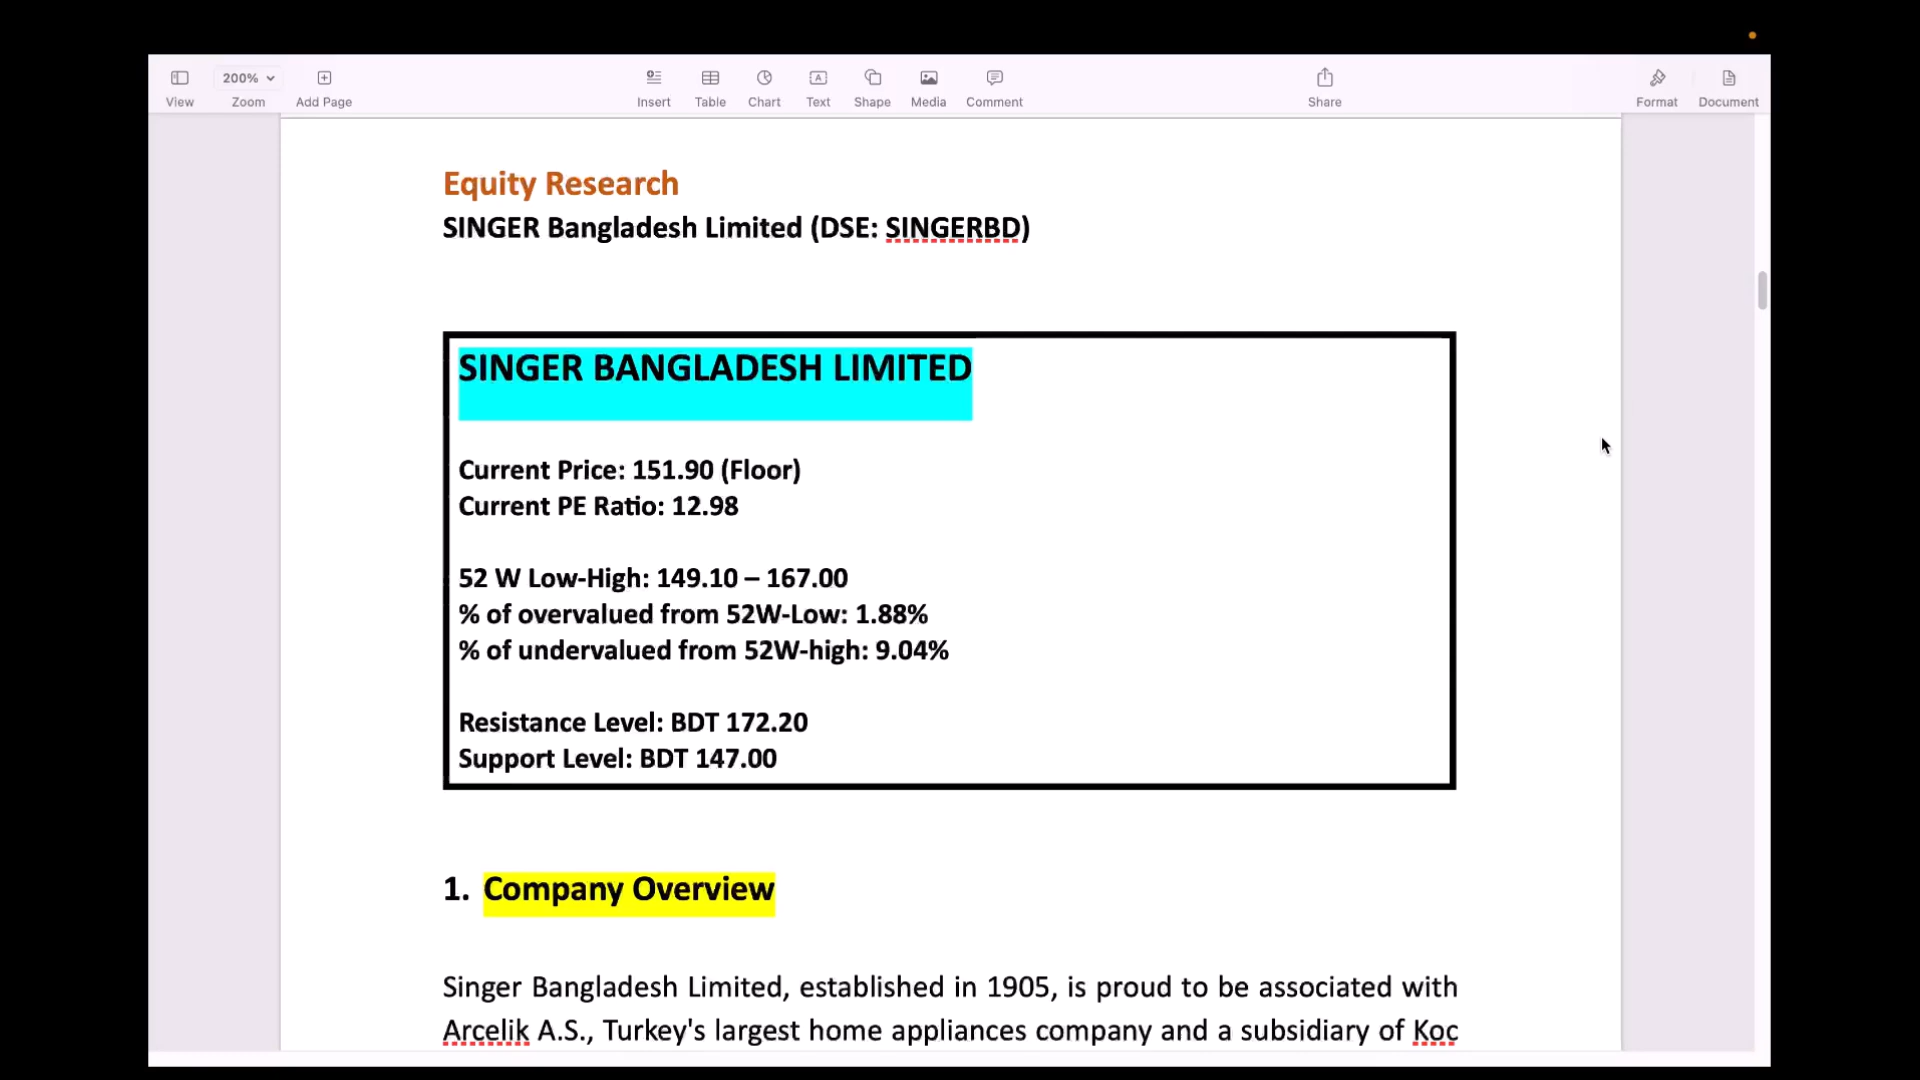 200%
View
Zoom
Add Page
Insert
Table
Chart
Text
Shape
Media
Comment
Share
Format
Document
Equity Research
SINGER Bangladesh Limited (DSE: SINGERBD)
SINGER BANGLADESH LIMITED
Current Price: 151.90 (Floor)
Current PE Ratio: 12.98
52 W Low-High: 149.10 – 167.00
% of overvalued from 52W-Low: 1.88%
% of undervalued from 52W-high: 9.04%
Resistance Level: BDT 172.20
Support Level: BDT 147.00
1. Company Overview
Singer Bangladesh Limited, established in 1905, is proud to be associated with
Arcelik A.S., Turkey's largest home appliances company and a subsidiary of Koc